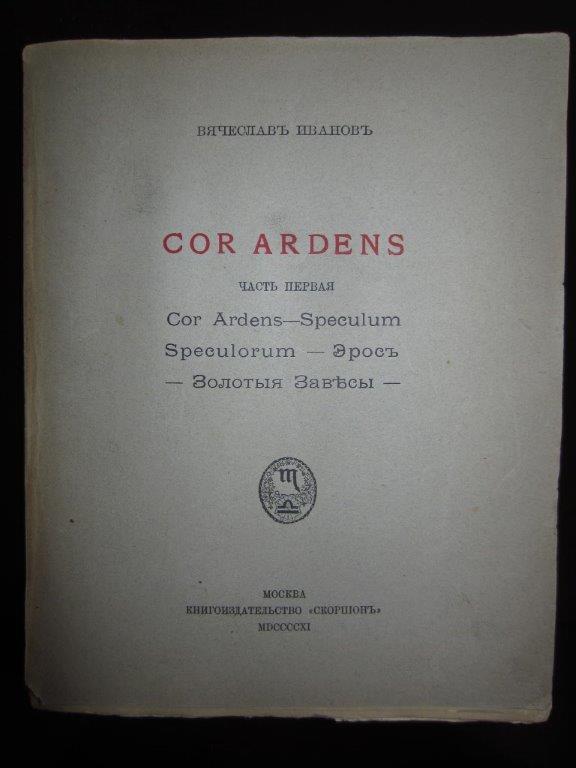 ВЯЧЕСЛАВЪ ИВАНОВЪ
COR ARDENS
ЧАСТЬ ПЕРВАЯ
Cor Ardens—Speculum
Speculorum — Эросъ
— Золотыя Завѣсы —
МОСКВА
КНИГОИЗДАТЕЛЬСТВО «СКОРПІОНЪ»
MDCCCCXI